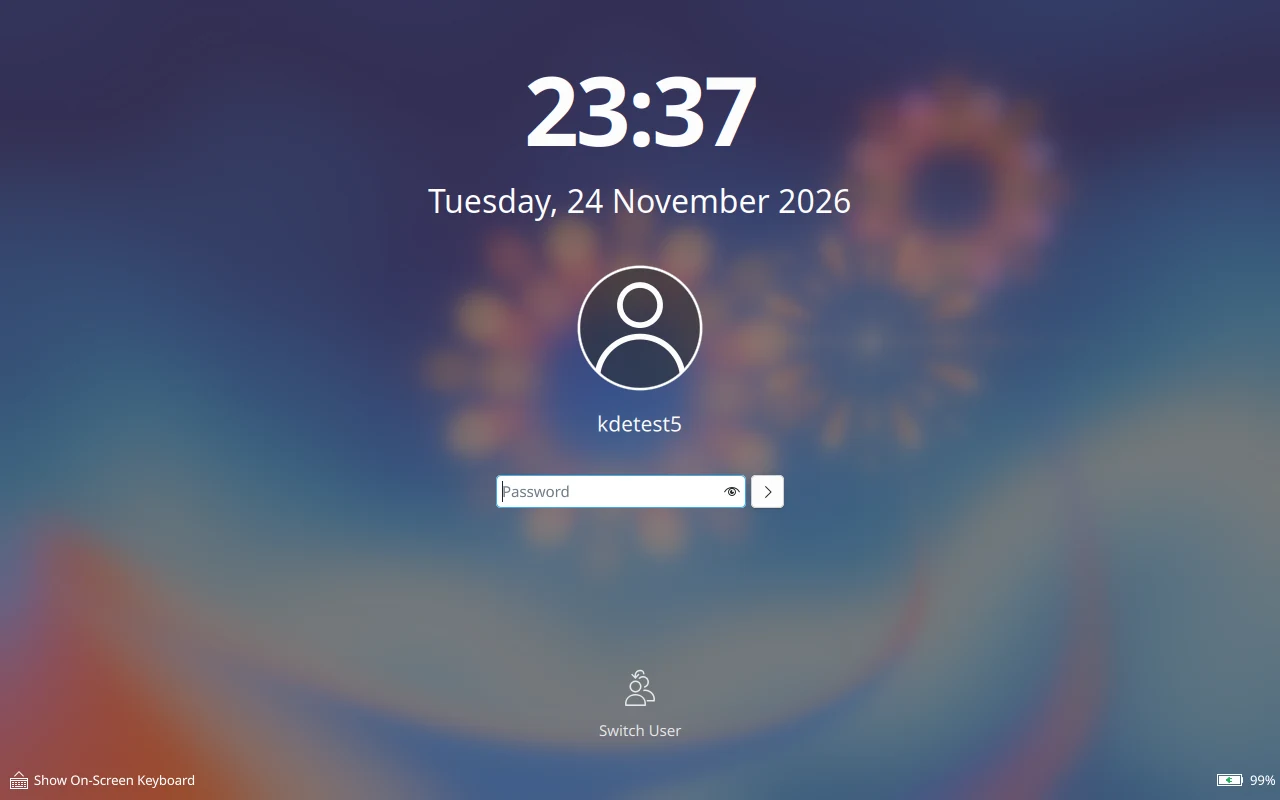 23:37
Tuesday, 24 November 2026
kdetest5
Password
Switch User
Show On-Screen Keyboard
99%